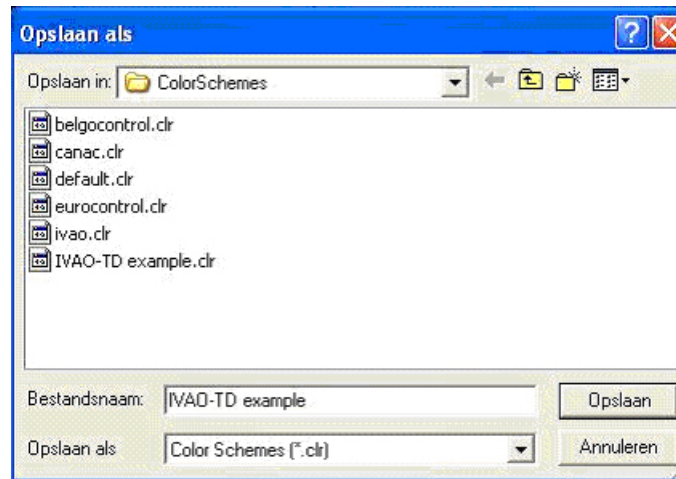 Opslaan als
Opslaan in: ColorSchemes
belgocontrol.clr
canac.clr
default.clr
eurocontrol.clr
ivao.clr
IVAO-TD example.clr
Bestandsnaam: IVAO-TD example Opslaan
Opslaan als Color Schemes (*.clr) Annuleren